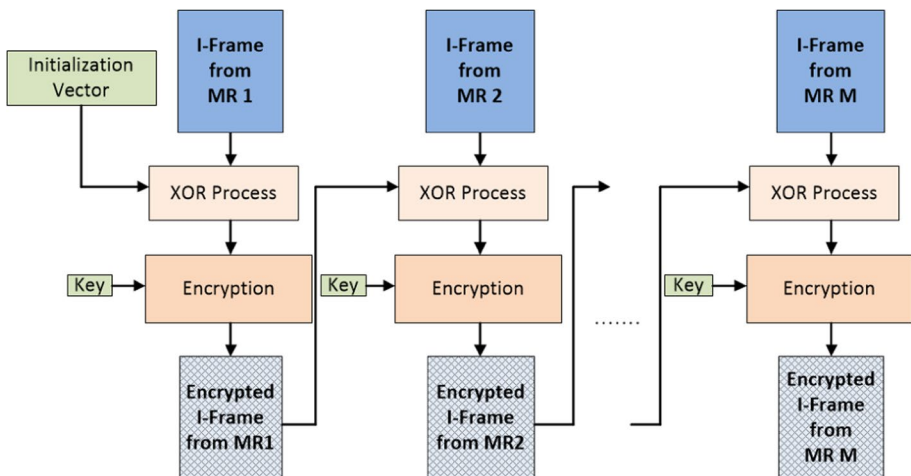 I-Frame
from
MR 1
I-Frame
from
MR 2
I-Frame
from
MR M
Initialization
Vector
XOR Process
XOR Process
XOR Process
Key
Encryption
Key
Encryption
Key
Encryption
.......
Encrypted
I-Frame
from MR1
Encrypted
I-Frame
from MR2
Encrypted
I-Frame
from
MR M